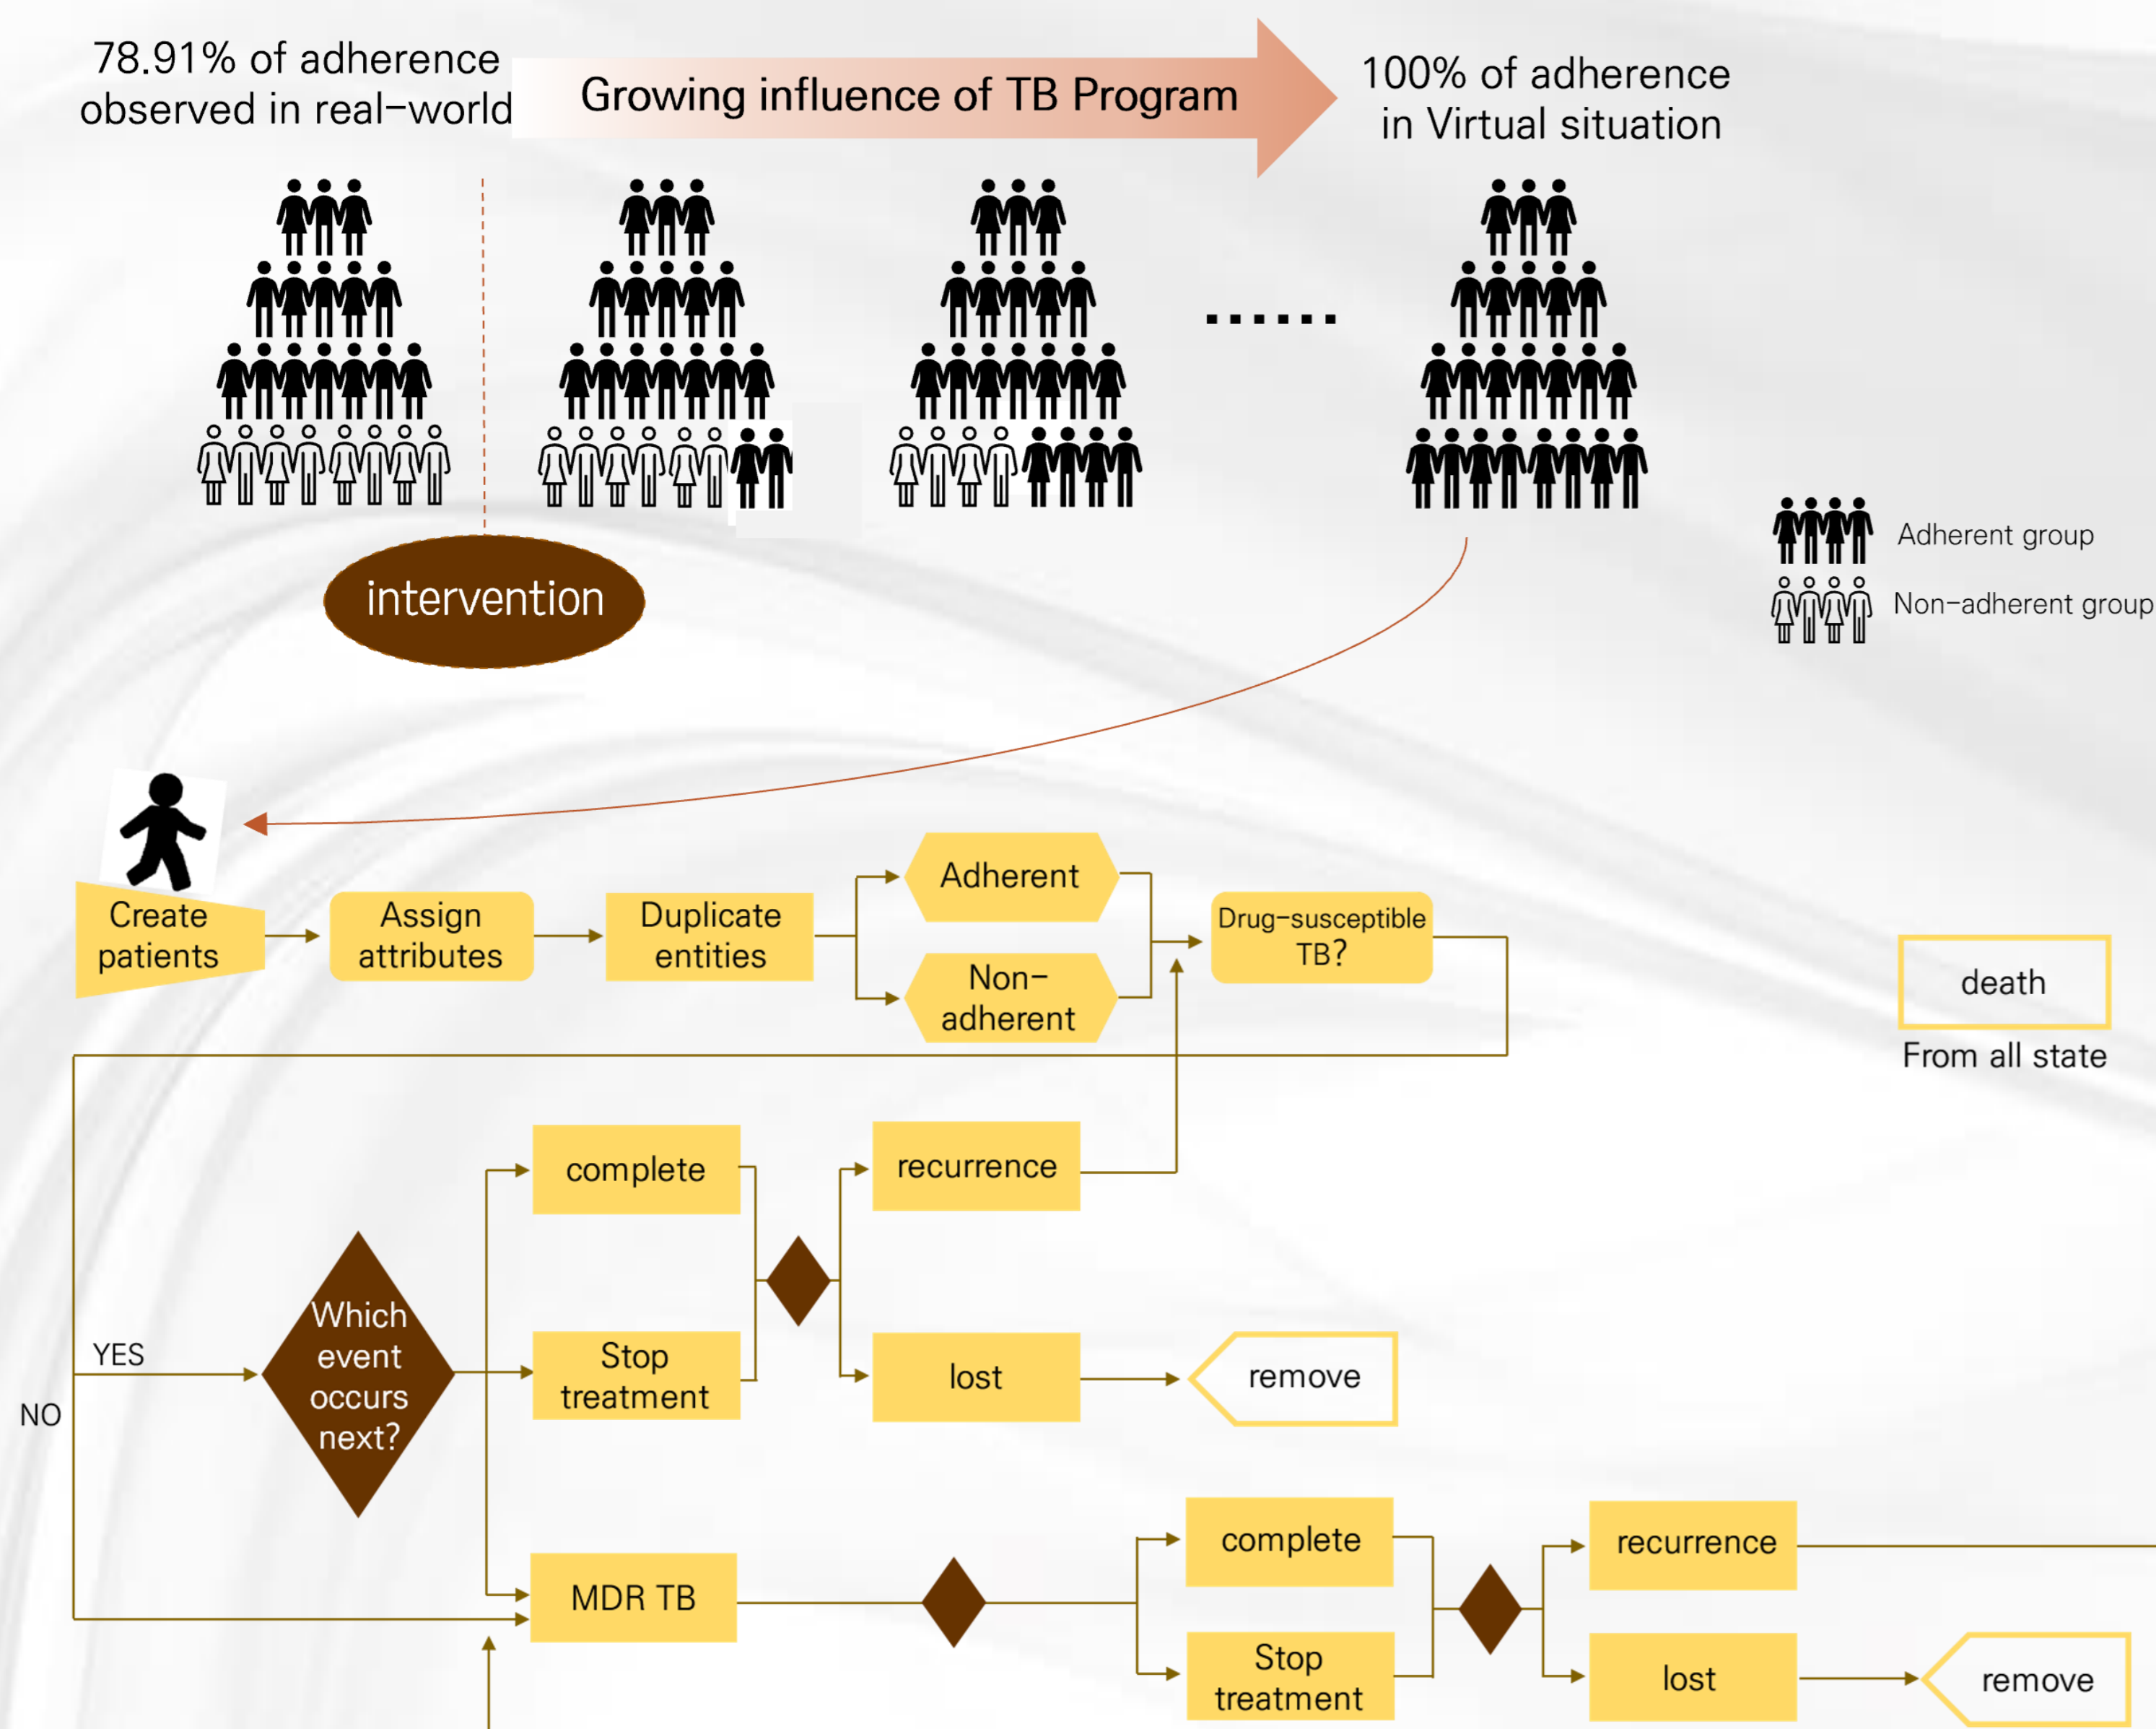 78.91% of adherence
observed in real-world
Growing influence of TB Program
100% of adherence
in Virtual situation
intervention
Adherent group
Non-adherent group
Create
patients
Assign
attributes
Duplicate
entities
Adherent
Non-
adherent
Drug-susceptible
TB?
death
From all state
complete
recurrence
Which
event
occurs
next?
YES
NO
Stop
treatment
lost
remove
MDR TB
complete
Stop
treatment
recurrence
lost
remove